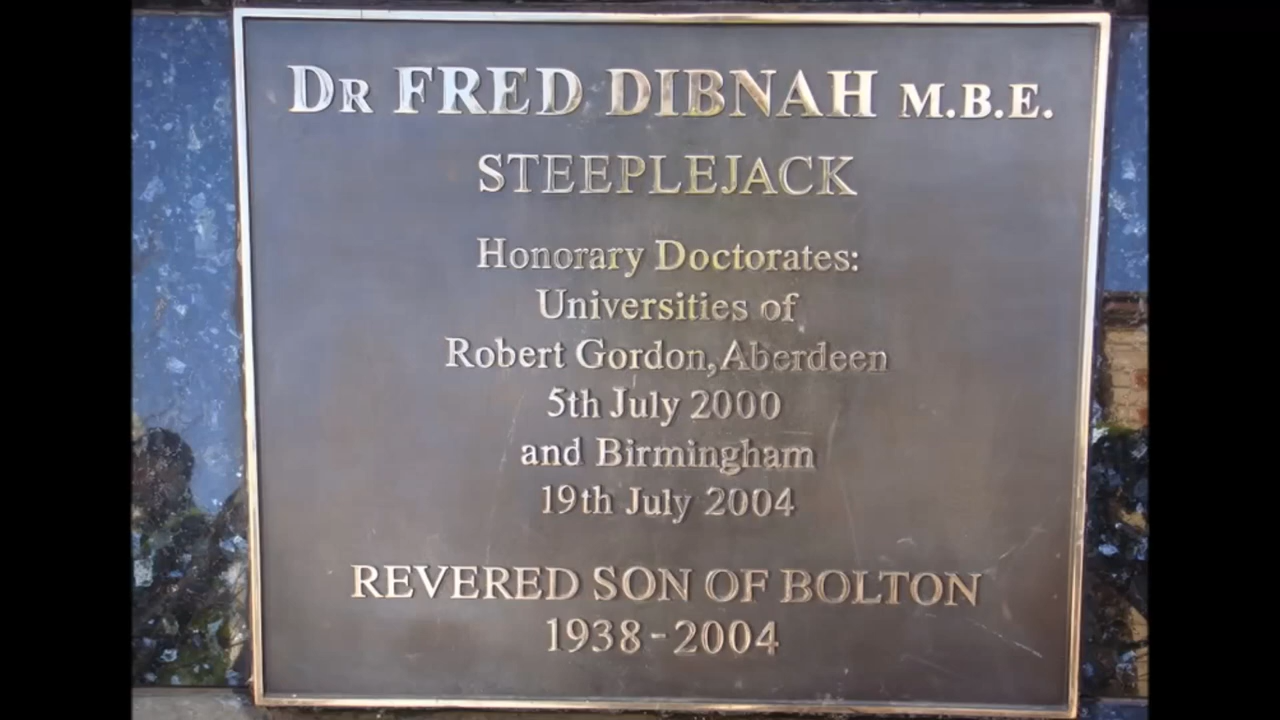 DR FRED DIBNAH M.B.E.
STEEPLEJACK
Honorary Doctorates:
Universities of
Robert Gordon, Aberdeen
5th July 2000
and Birmingham
19th July 2004
REVERED SON OF BOLTON
1938-2004